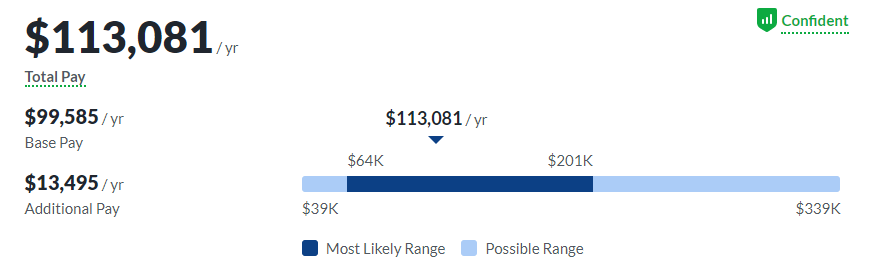 $113,081 / yr
Confident
Total Pay
$99,585 / yr
Base Pay
$13,495 / yr
Additional Pay
$113,081 / yr
$64K
$201K
$39K
$339K
Most Likely Range
Possible Range